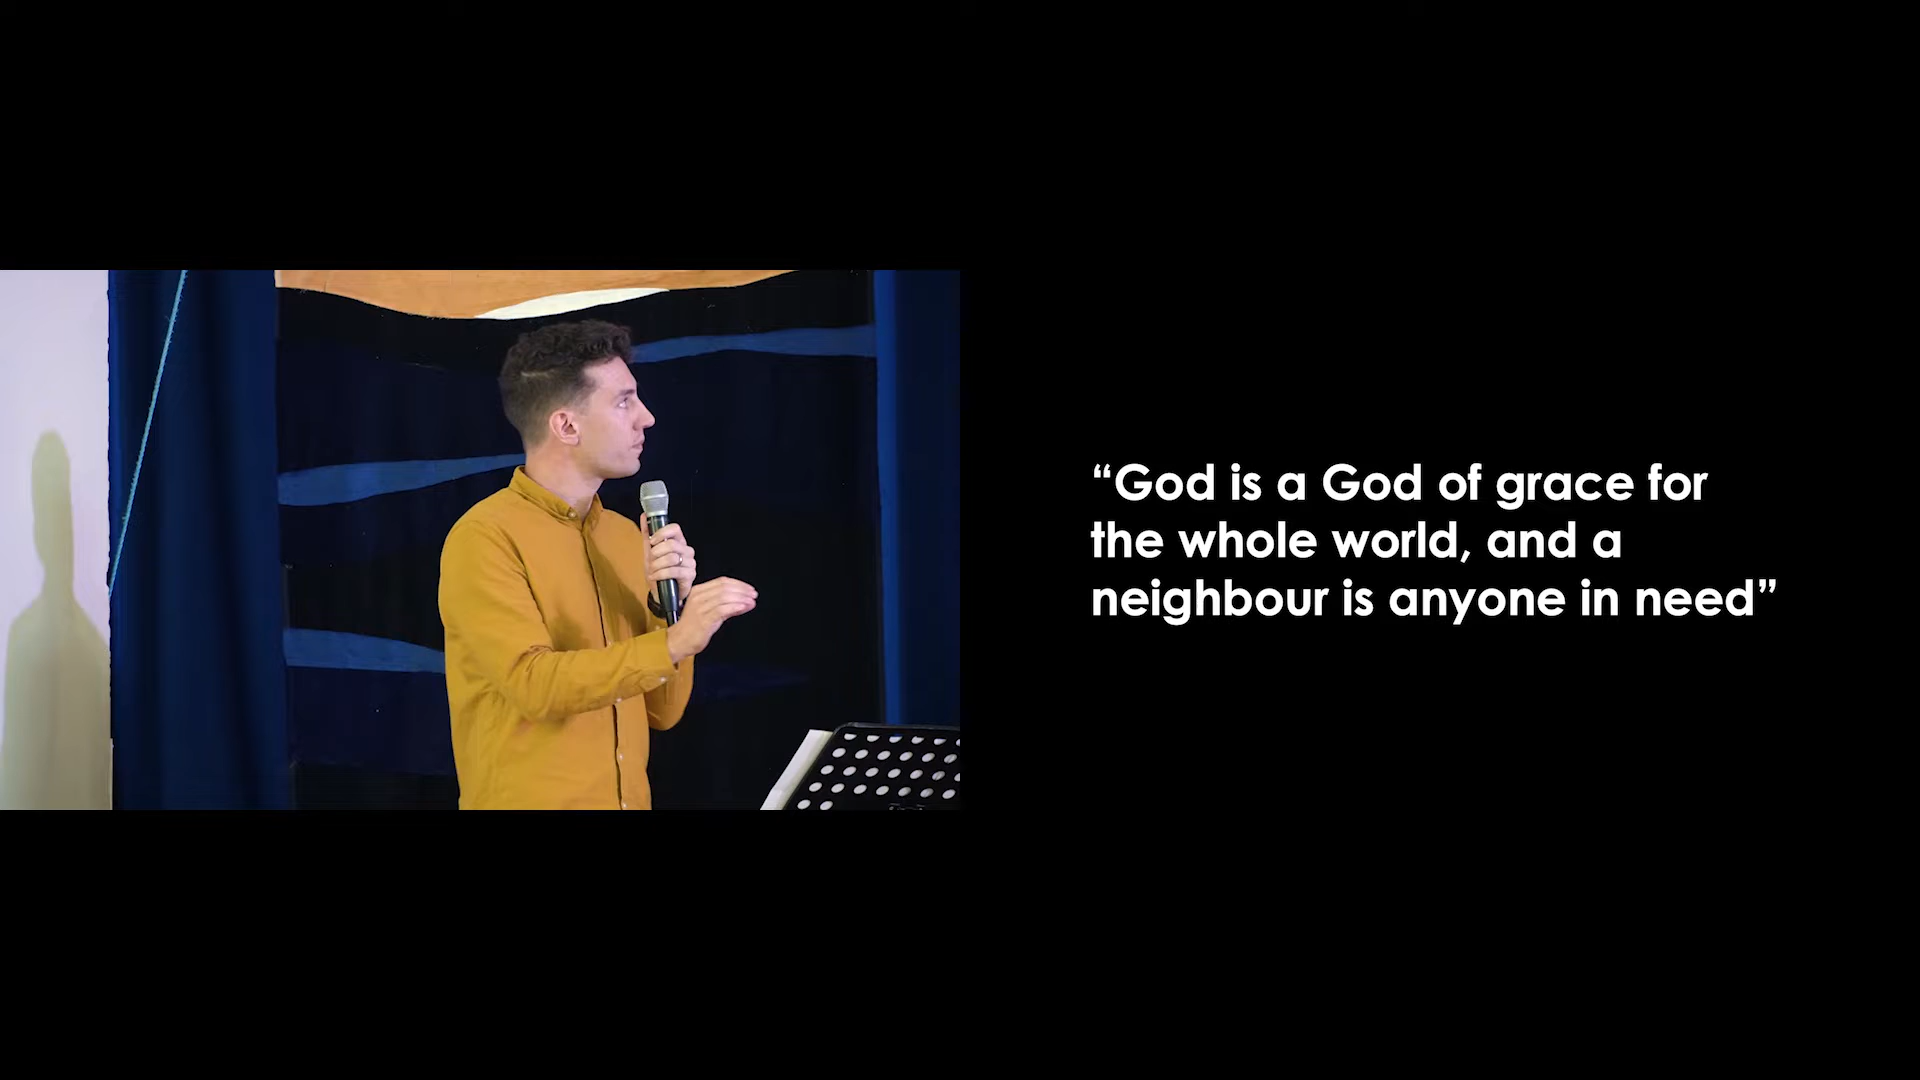 “God is a God of grace for
the whole world, and a
neighbour is anyone in need”